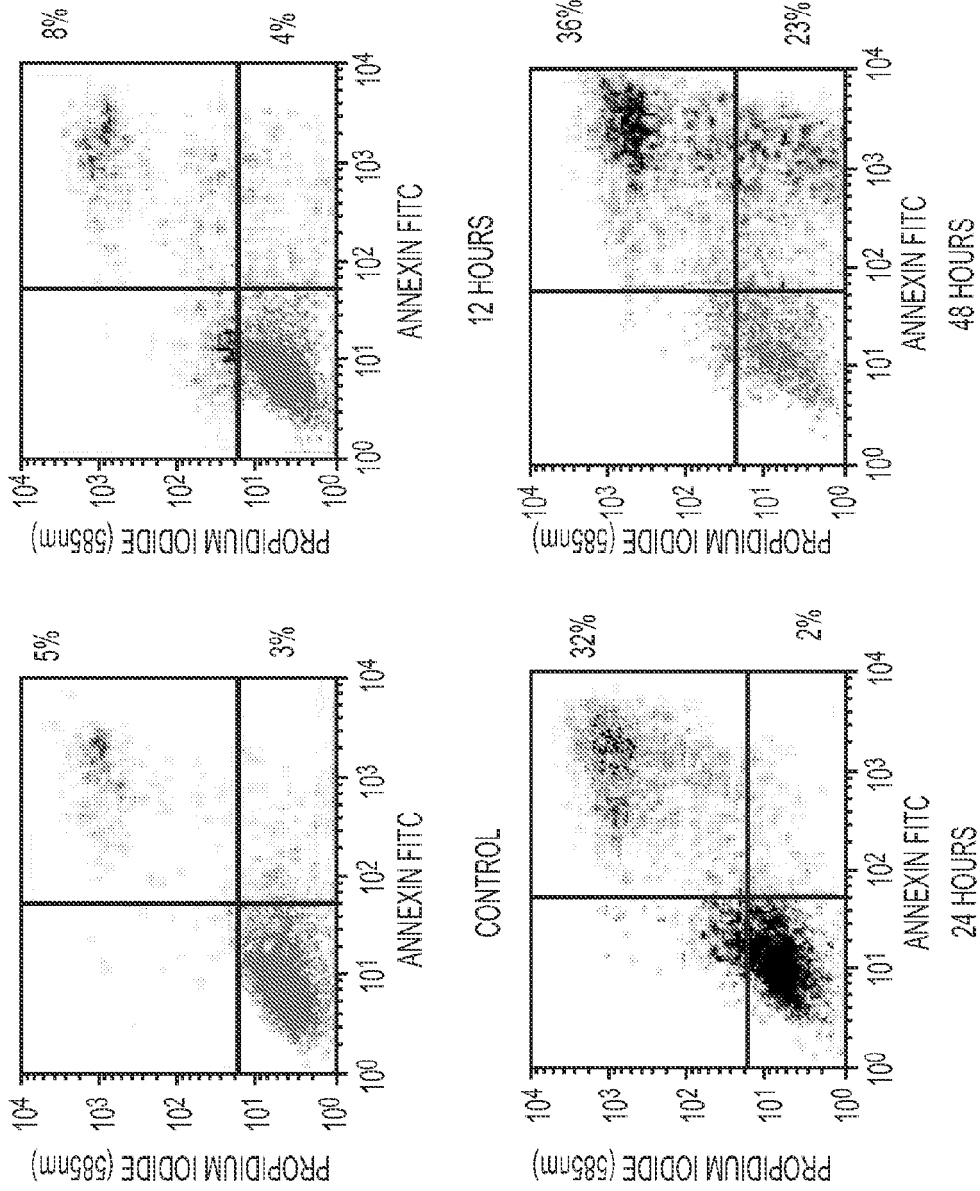 PROPIDIUM IODIDE (585nm)
10⁴
10³
10²
10¹
10⁰
10⁰ 10¹ 10² 10³ 10⁴
ANNEXIN FITC
5%
3%
CONTROL
PROPIDIUM IODIDE (585nm)
10⁴
10³
10²
10¹
10⁰
10⁰ 10¹ 10² 10³ 10⁴
ANNEXIN FITC
8%
4%
12 HOURS
PROPIDIUM IODIDE (585nm)
10⁴
10³
10²
10¹
10⁰
10⁰ 10¹ 10² 10³ 10⁴
ANNEXIN FITC
32%
2%
24 HOURS
PROPIDIUM IODIDE (585nm)
10⁴
10³
10²
10¹
10⁰
10⁰ 10¹ 10² 10³ 10⁴
ANNEXIN FITC
36%
23%
48 HOURS